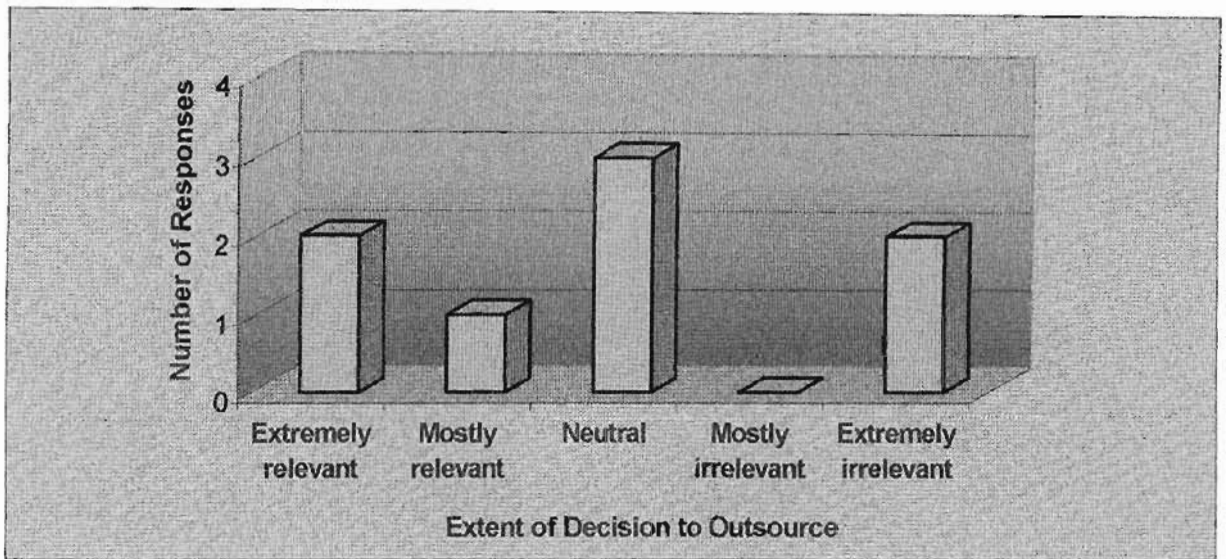 Number of Responses
4
3
2
1
0
Extremely relevant
Mostly relevant
Neutral
Mostly irrelevant
Extremely irrelevant
Extent of Decision to Outsource